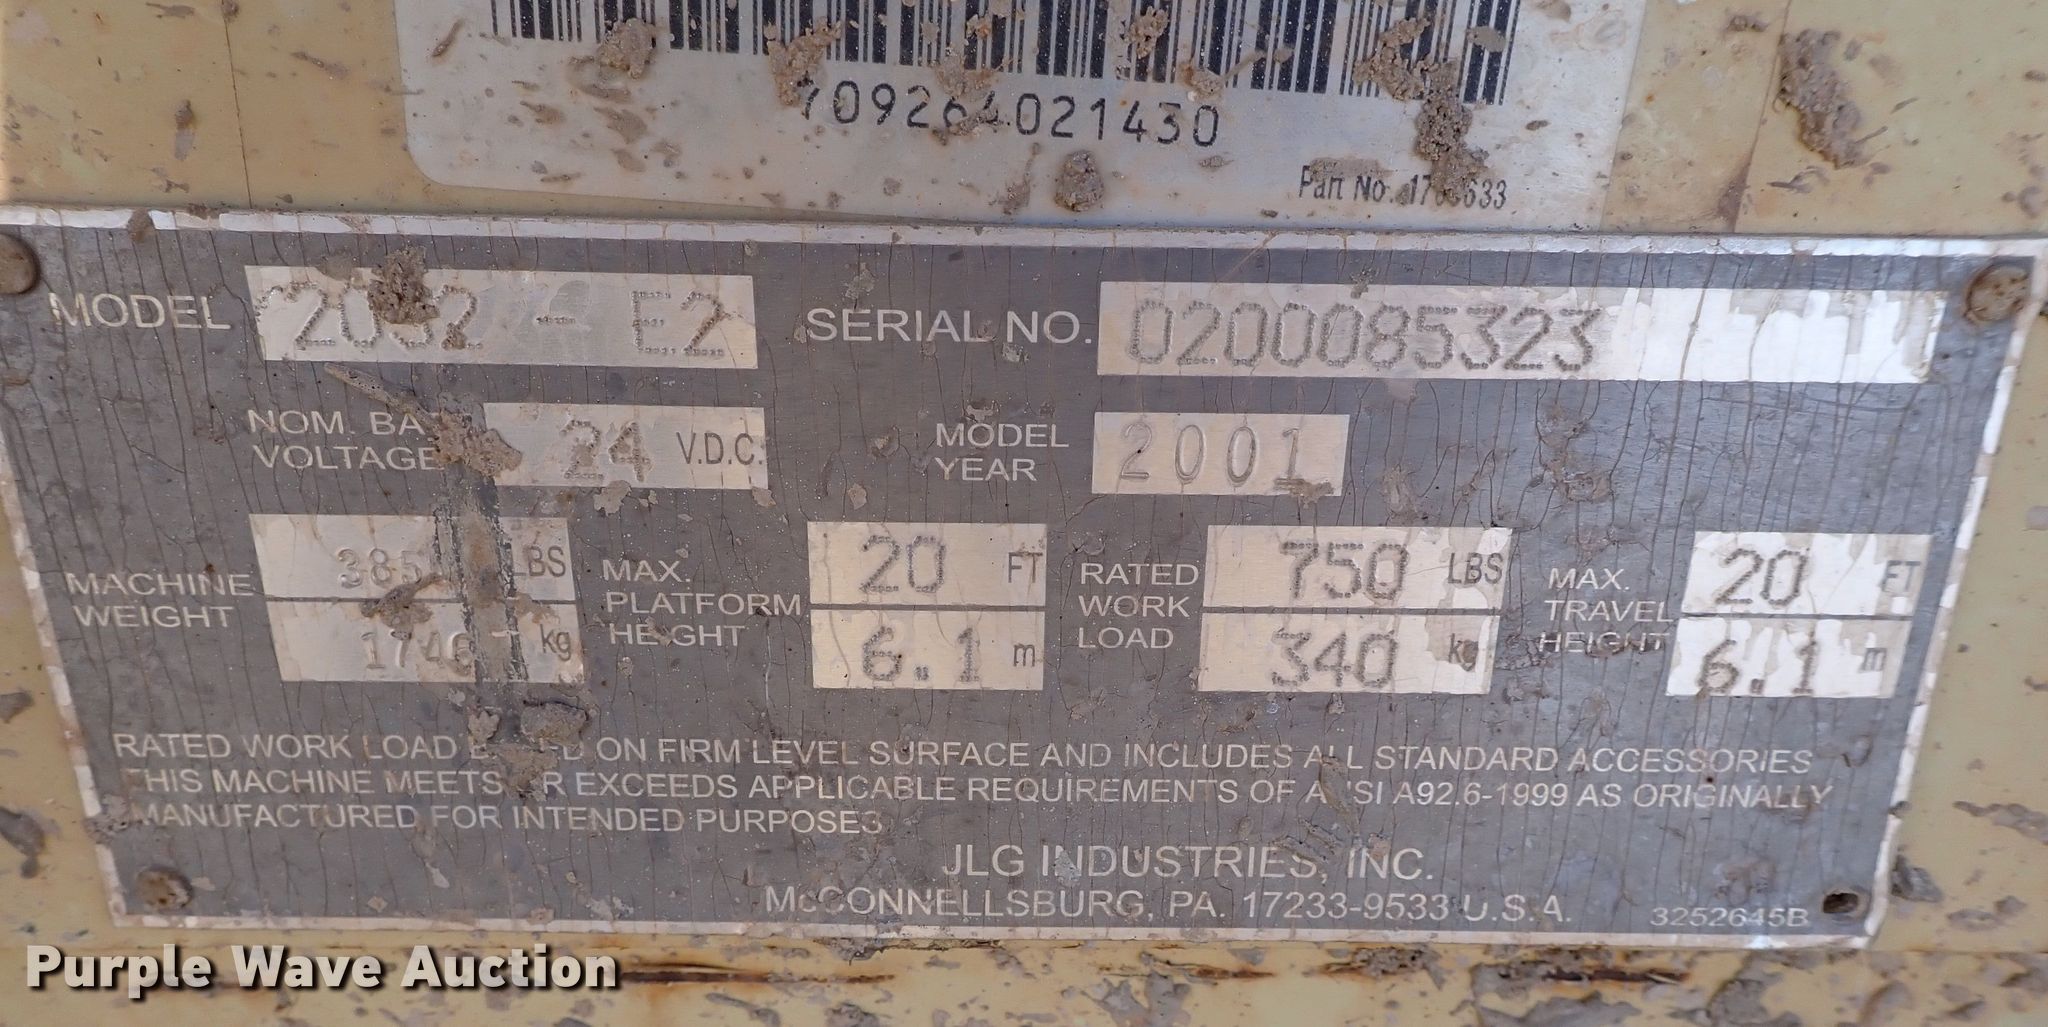 021430
Part No.
MODEL E2 SERIAL NO. 0200085323
NOM. 24 V.D.C. MODEL 2001
VOLTAGE YEAR
MACHINE LBS MAX. 20 FT RATED 750 LBS MAX. 20 FT
WEIGHT kg PLATFORM 6.1 m WORK 340 kg TRAVEL 6.1 m
HEIGHT LOAD HEIGHT
RATED WORK LOAD ON FIRM LEVEL SURFACE AND INCLUDES ALL STANDARD ACCESSORIES
THIS MACHINE MEETS OR EXCEEDS APPLICABLE REQUIREMENTS OF ANSI A92.6-1999 AS ORIGINALLY
MANUFACTURED FOR INTENDED PURPOSES
JLG INDUSTRIES, INC.
McCONNELLSBURG, PA. 17233-9533 U.S.A.
3252645B
Purple Wave Auction